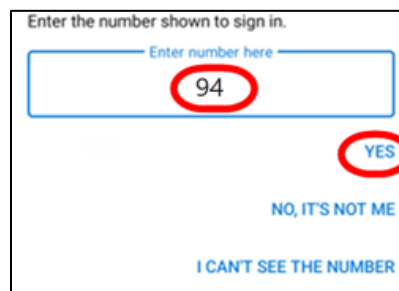 Enter the number shown to sign in.
Enter number here
94
YES
NO, IT'S NOT ME
I CAN'T SEE THE NUMBER